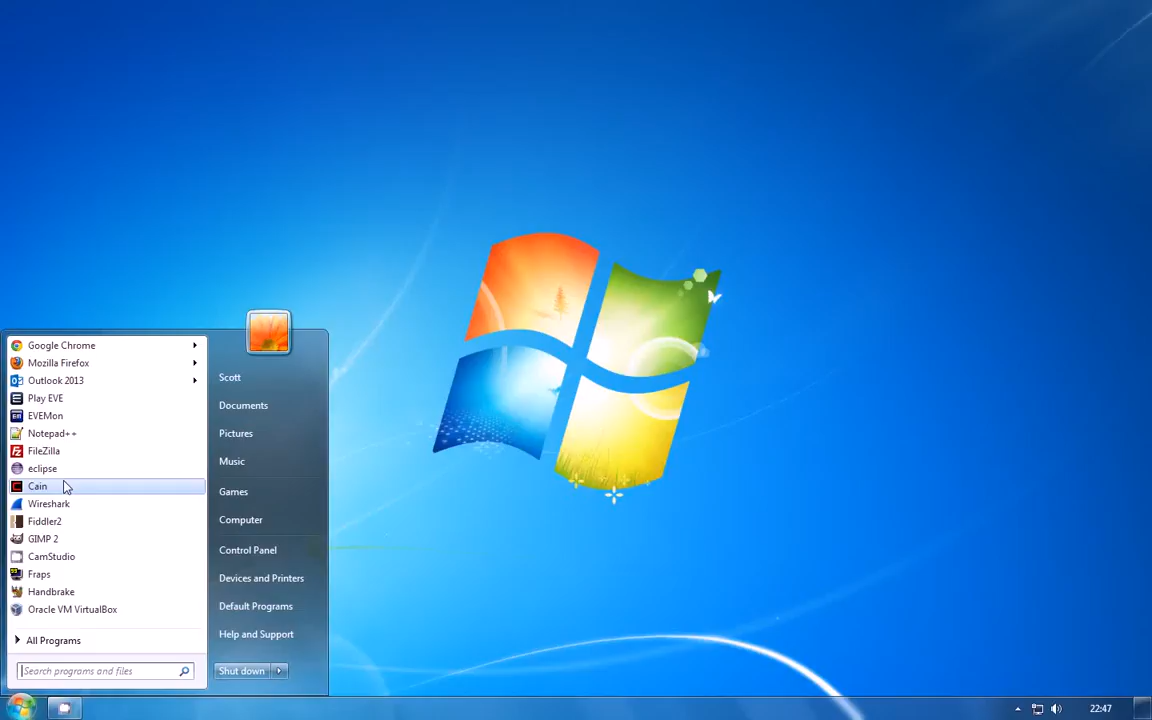 Google Chrome
Mozilla Firefox
Outlook 2013
Play EVE
EVEMon
Notepad++
FileZilla
eclipse
Cain
Wireshark
Fiddler2
GIMP 2
CamStudio
Fraps
Handbrake
Oracle VM VirtualBox
All Programs
Search programs and files
Scott
Documents
Pictures
Music
Games
Computer
Control Panel
Devices and Printers
Default Programs
Help and Support
Shut down
22:47